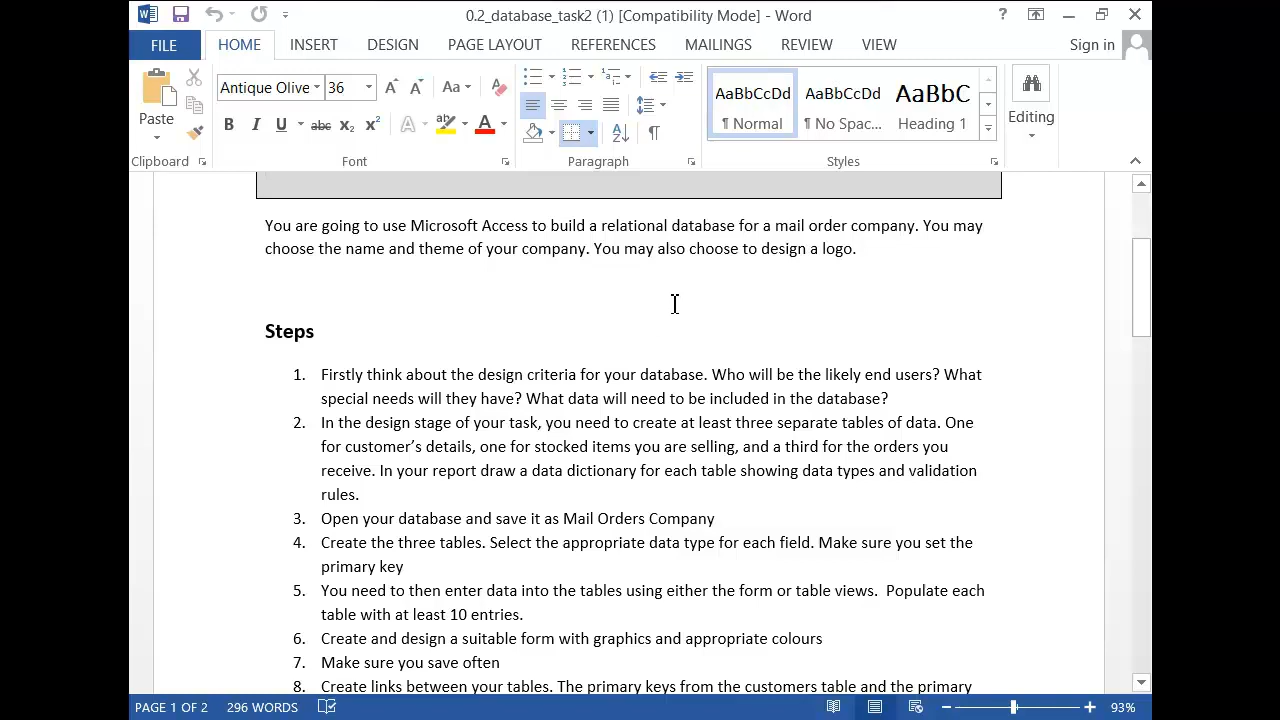 0.2_database_task2 (1) [Compatibility Mode] - Word
?
FILE
HOME
INSERT
DESIGN
PAGE LAYOUT
REFERENCES
MAILINGS
REVIEW
VIEW
Sign in
Paste
Clipboard
Antique Olive
36
Aa
B I U abc X₂ X²
A
Font
Paragraph
AaBbCcDd
¶ Normal
AaBbCcDd
¶ No Spac...
AaBbC
Heading 1
Styles
Editing
You are going to use Microsoft Access to build a relational database for a mail order company. You may
choose the name and theme of your company. You may also choose to design a logo.
Steps
1. Firstly think about the design criteria for your database. Who will be the likely end users? What
special needs will they have? What data will need to be included in the database?
2. In the design stage of your task, you need to create at least three separate tables of data. One
for customer’s details, one for stocked items you are selling, and a third for the orders you
receive. In your report draw a data dictionary for each table showing data types and validation
rules.
3. Open your database and save it as Mail Orders Company
4. Create the three tables. Select the appropriate data type for each field. Make sure you set the
primary key
5. You need to then enter data into the tables using either the form or table views.  Populate each
table with at least 10 entries.
6. Create and design a suitable form with graphics and appropriate colours
7. Make sure you save often
8. Create links between your tables. The primary keys from the customers table and the primary
PAGE 1 OF 2
296 WORDS
93%